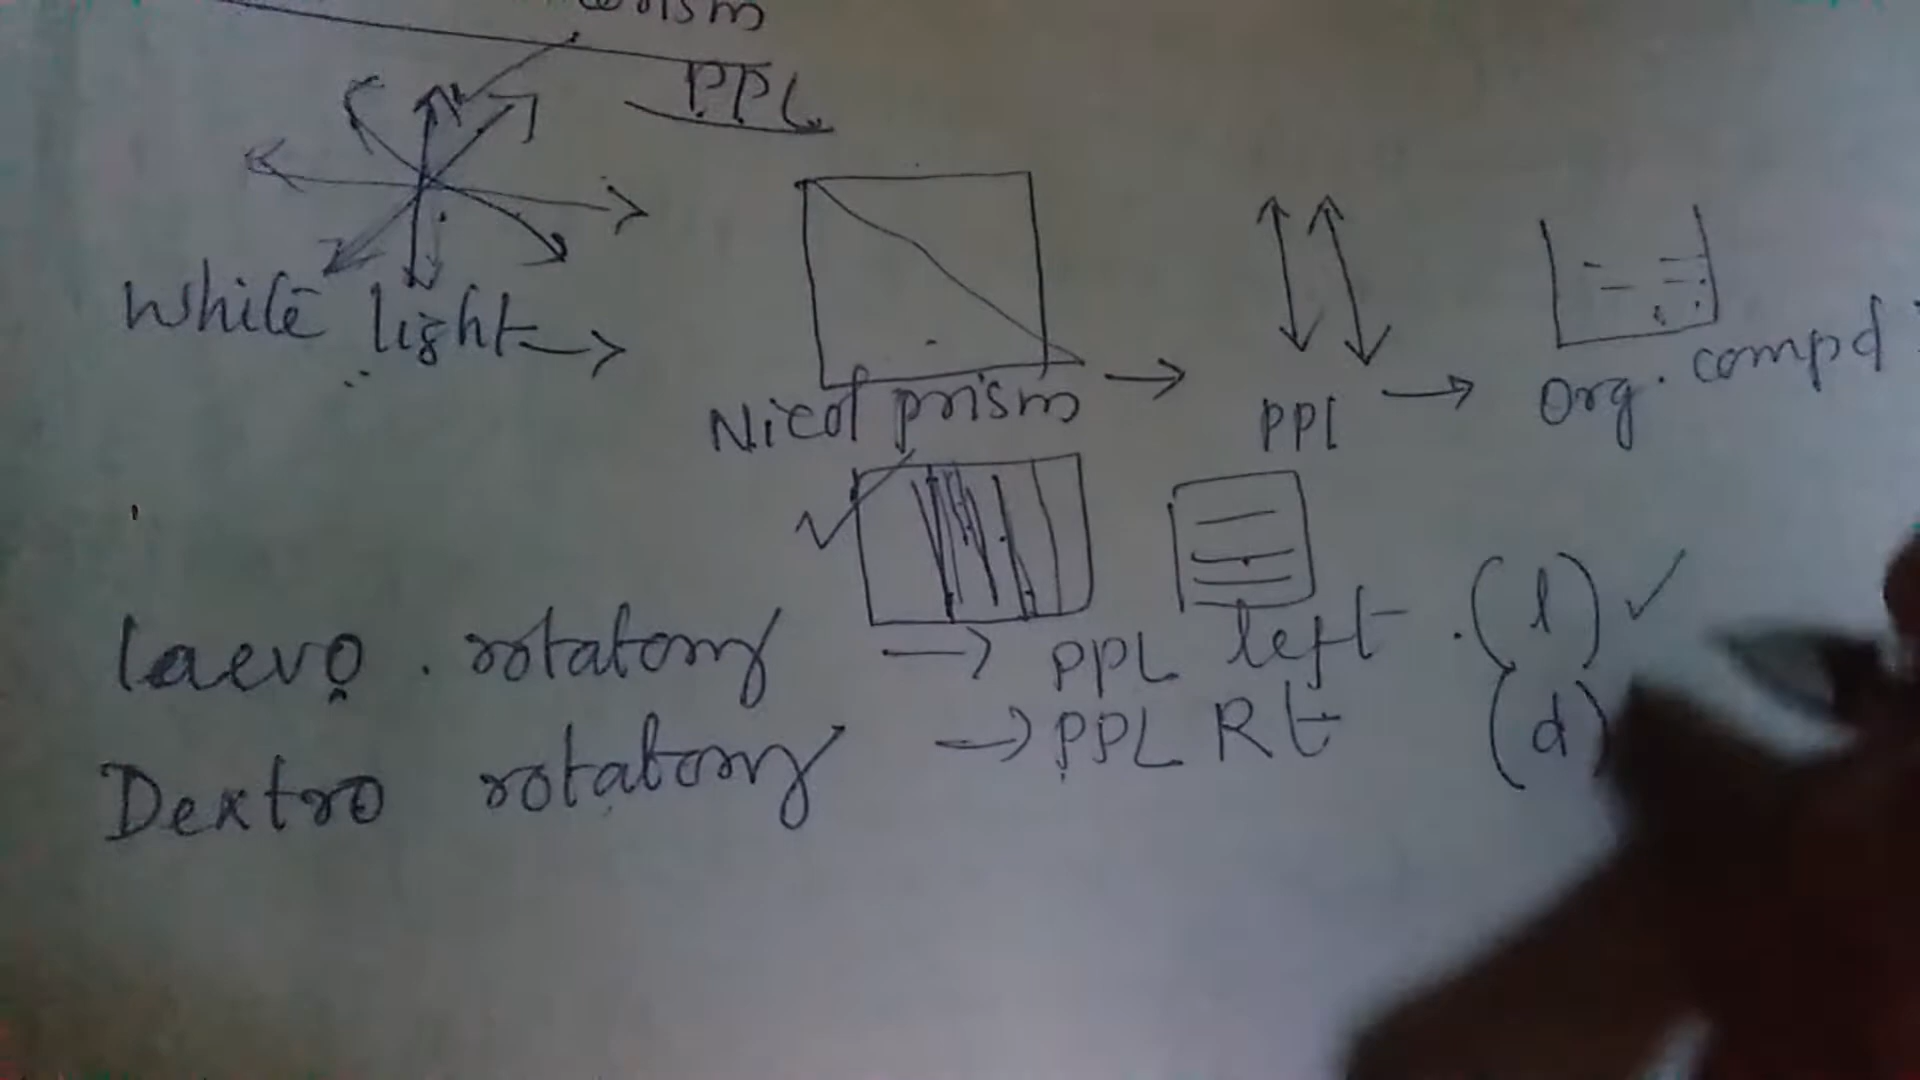 PPL
White light →
Nicol prism → PPL → Org. compd
laevo . rotatory → PPL left . (l) ✓
Dextro rotatory → PPL Rt (d)